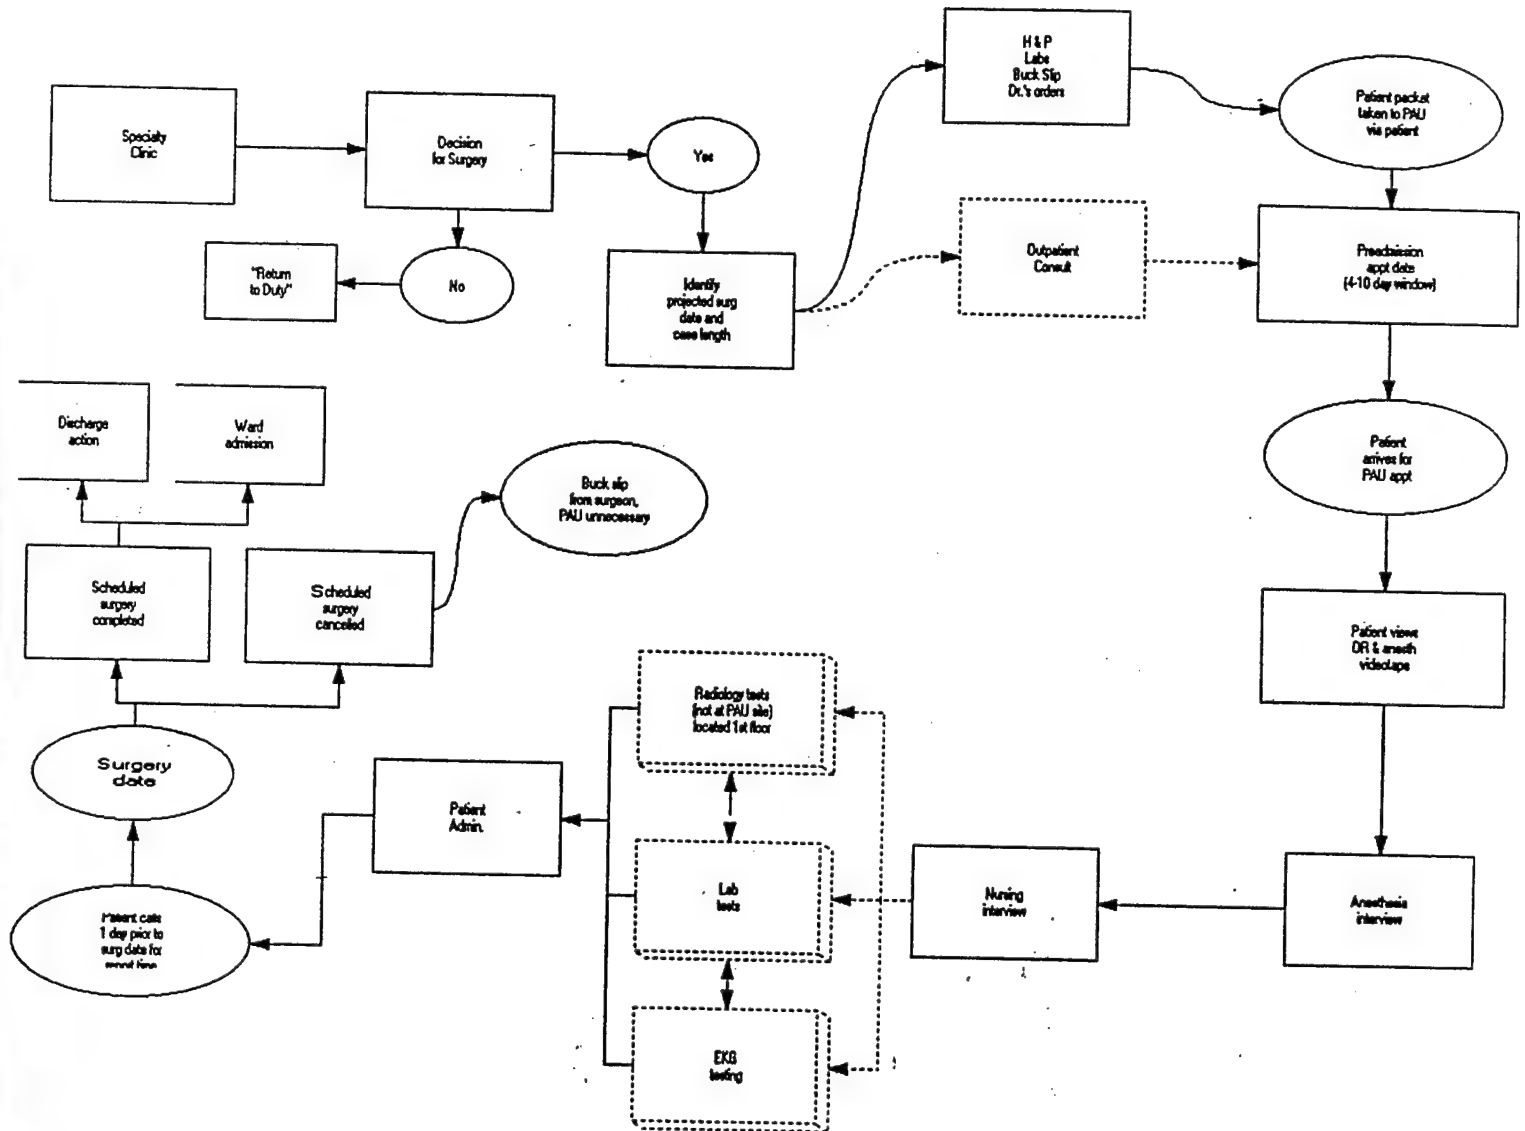 Specialty
Clinic
Decision
for Surgery
Yes
No
"Return
to Duty"
Identify
projected surg
date and
case length
H & P
Labs
Buck Slip
Dr.'s orders
Patient packet
taken to PAU
via patient
Outpatient
Consult
Preadmission
appt date
(4-10 day window)
Patient
arrives for
PAU appt
Patient views
OR & anesth
videotape
Anesthesia
interview
Nursing
interview
Radiology tests
(not at PAU site)
located 1st floor
Lab
tests
EKG
testing
Patient
Admin.
Patient calls
1 day prior to
surg date for
report time
Surgery
date
Scheduled
surgery
completed
Scheduled
surgery
cancelled
Buck slip
from surgeon,
PAU unnecessary
Discharge
action
Ward
admission